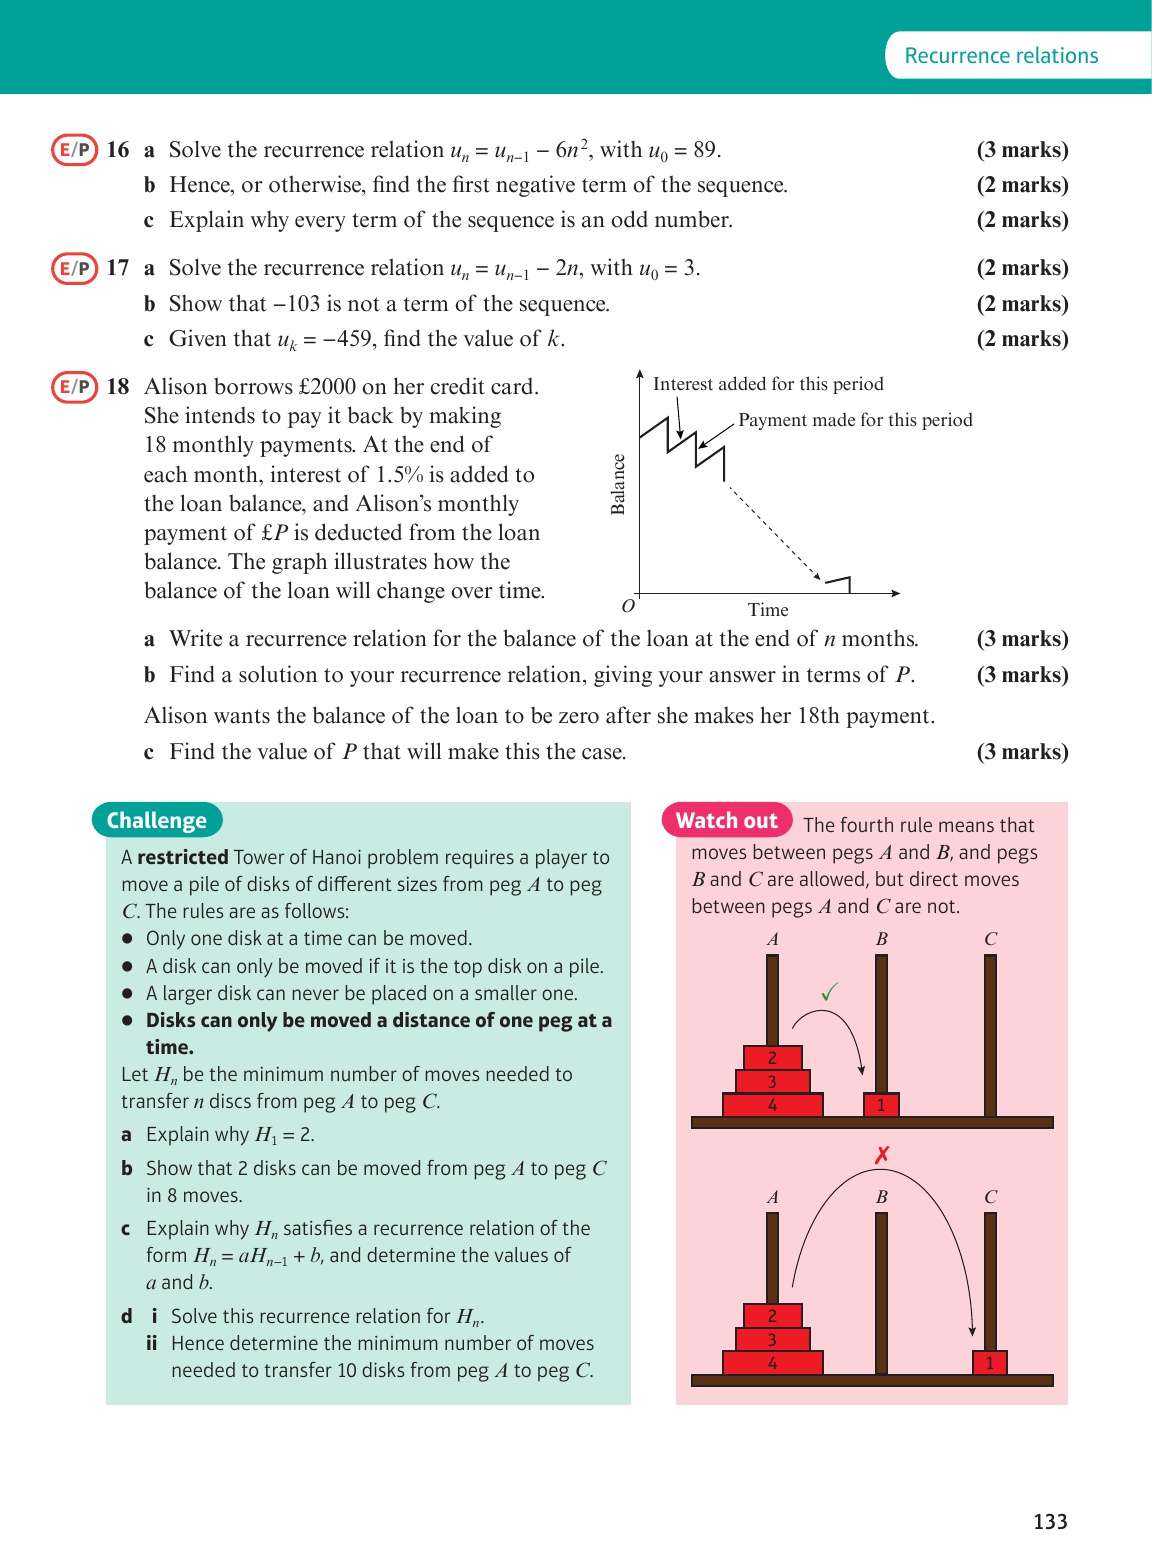 Recurrence relations
E/P 16 a Solve the recurrence relation uₙ = uₙ₋₁ − 6n², with u₀ = 89. (3 marks)
b Hence, or otherwise, find the first negative term of the sequence. (2 marks)
c Explain why every term of the sequence is an odd number. (2 marks)
E/P 17 a Solve the recurrence relation uₙ = uₙ₋₁ − 2n, with u₀ = 3. (2 marks)
b Show that −103 is not a term of the sequence. (2 marks)
c Given that uₖ = −459, find the value of k. (2 marks)
E/P 18 Alison borrows £2000 on her credit card.
She intends to pay it back by making
18 monthly payments. At the end of
each month, interest of 1.5% is added to
the loan balance, and Alison's monthly
payment of £P is deducted from the loan
balance. The graph illustrates how the
balance of the loan will change over time.
Interest added for this period
Payment made for this period
Balance
O
Time
a Write a recurrence relation for the balance of the loan at the end of n months. (3 marks)
b Find a solution to your recurrence relation, giving your answer in terms of P. (3 marks)
Alison wants the balance of the loan to be zero after she makes her 18th payment.
c Find the value of P that will make this the case. (3 marks)
Challenge
A restricted Tower of Hanoi problem requires a player to
move a pile of disks of different sizes from peg A to peg
C. The rules are as follows:
● Only one disk at a time can be moved.
● A disk can only be moved if it is the top disk on a pile.
● A larger disk can never be placed on a smaller one.
● Disks can only be moved a distance of one peg at a
time.
Let Hₙ be the minimum number of moves needed to
transfer n discs from peg A to peg C.
a Explain why H₁ = 2.
b Show that 2 disks can be moved from peg A to peg C
in 8 moves.
c Explain why Hₙ satisfies a recurrence relation of the
form Hₙ = aHₙ₋₁ + b, and determine the values of
a and b.
d i Solve this recurrence relation for Hₙ.
ii Hence determine the minimum number of moves
needed to transfer 10 disks from peg A to peg C.
Watch out The fourth rule means that
moves between pegs A and B, and pegs
B and C are allowed, but direct moves
between pegs A and C are not.
A B C
2
3
4 1
A B C
2
3
4 1
133